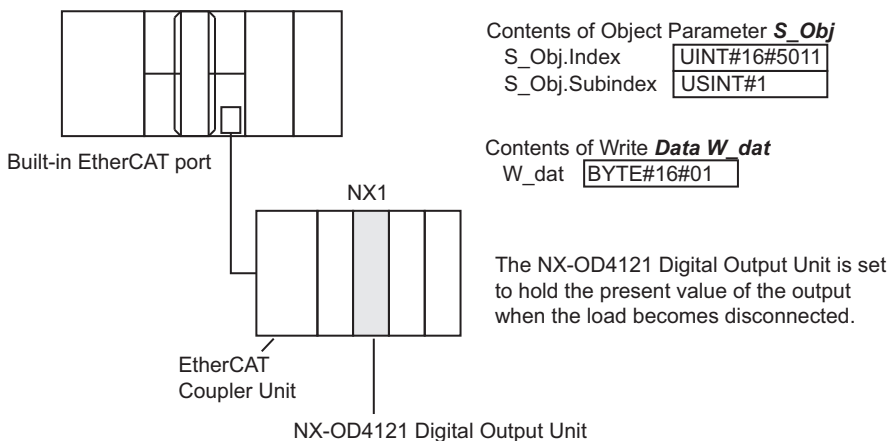 Contents of Object Parameter S_Obj
S_Obj.Index UINT#16#5011
S_Obj.Subindex USINT#1
Built-in EtherCAT port
Contents of Write Data W_dat
W_dat BYTE#16#01
NX1
The NX-OD4121 Digital Output Unit is set
to hold the present value of the output
when the load becomes disconnected.
EtherCAT
Coupler Unit
NX-OD4121 Digital Output Unit